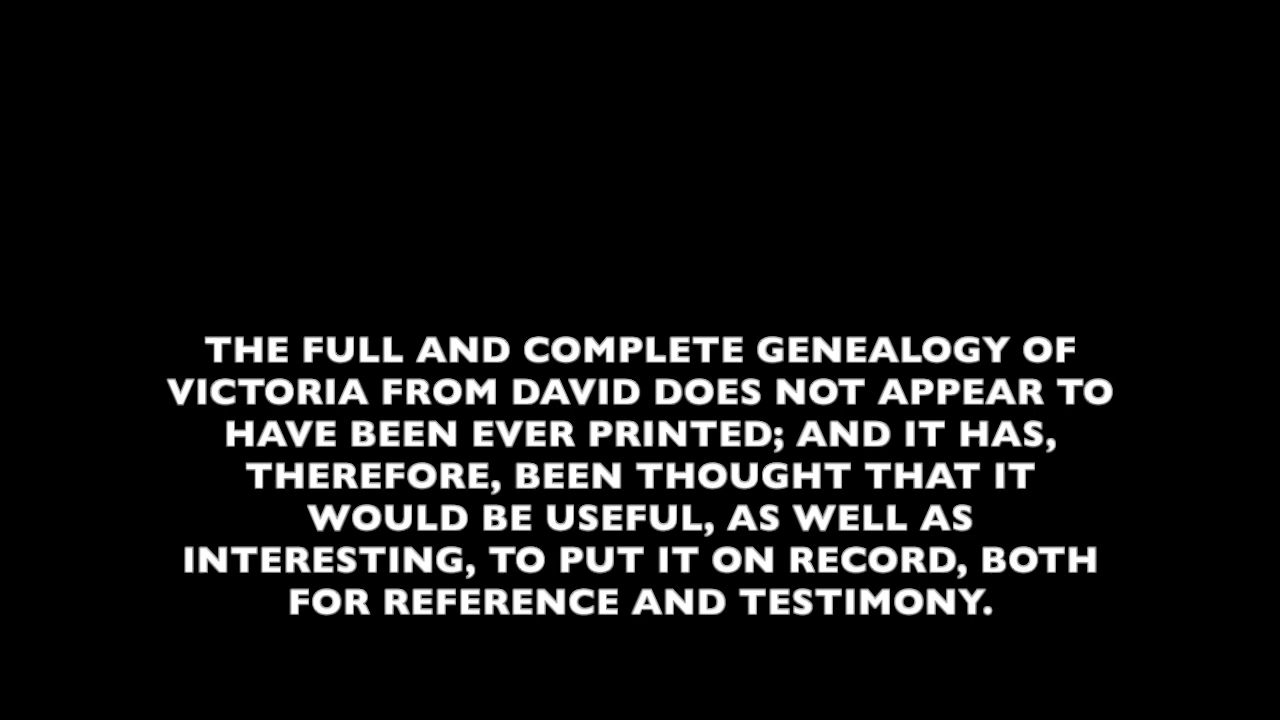 THE FULL AND COMPLETE GENEALOGY OF
VICTORIA FROM DAVID DOES NOT APPEAR TO
HAVE BEEN EVER PRINTED; AND IT HAS,
THEREFORE, BEEN THOUGHT THAT IT
WOULD BE USEFUL, AS WELL AS
INTERESTING, TO PUT IT ON RECORD, BOTH
FOR REFERENCE AND TESTIMONY.